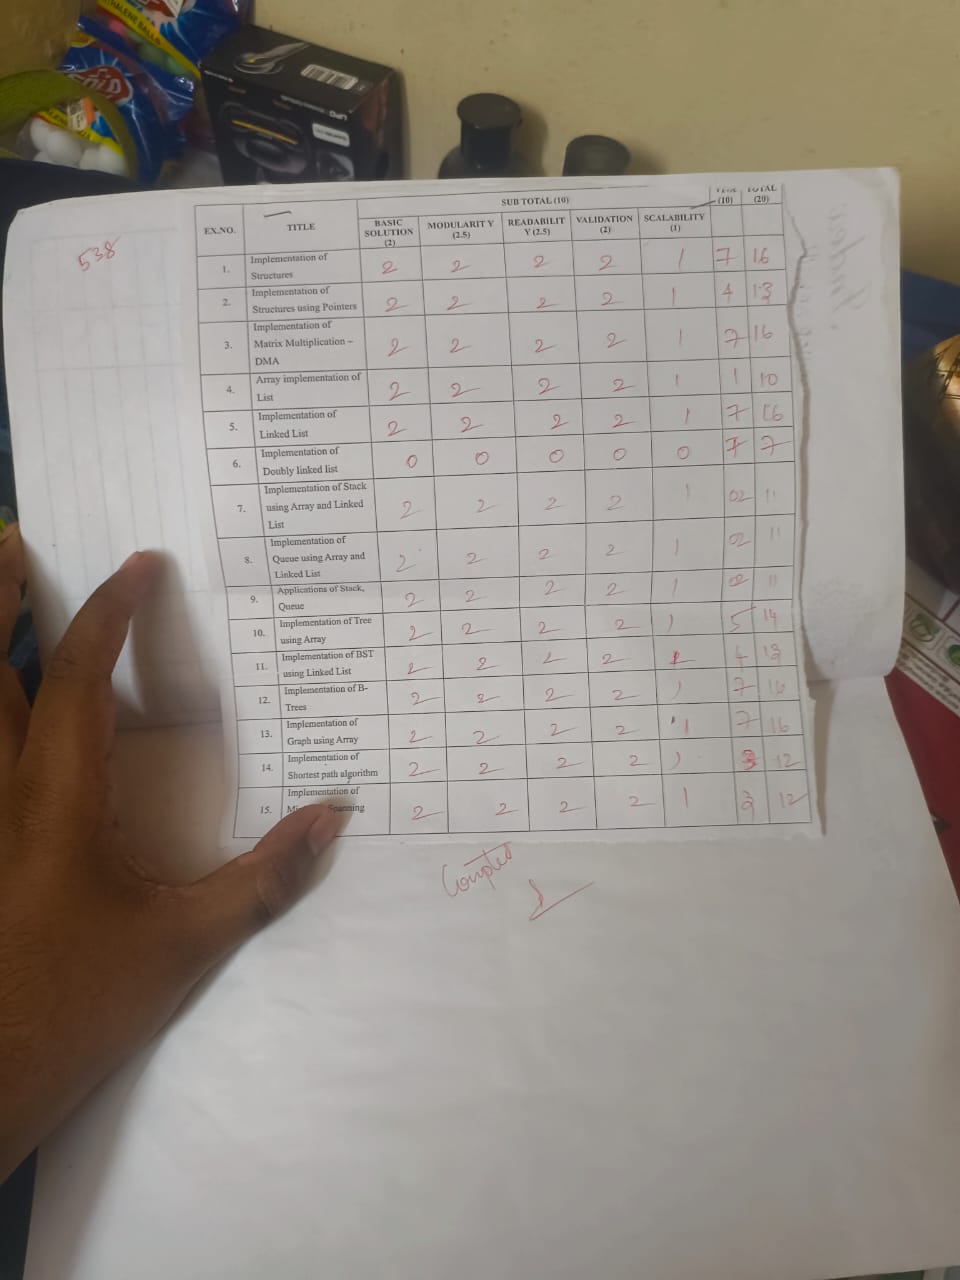 THALENE BALLS
538
SUB TOTAL (10) (10) TOTAL (20)
EX.NO. TITLE BASIC SOLUTION (2) MODULARIT Y (2.5) READABILIT Y (2.5) VALIDATION (2) SCALABILITY (1)
1. Implementation of Structures 2 2 2 2 1 7 16
2. Implementation of Structures using Pointers 2 2 2 2 1 4 13
3. Implementation of Matrix Multiplication – DMA 2 2 2 2 1 7 16
4. Array implementation of List 2 2 2 2 1 1 10
5. Implementation of Linked List 2 2 2 2 1 7 16
6. Implementation of Doubly linked list 0 0 0 0 0 7 7
7. Implementation of Stack using Array and Linked List 2 2 2 2 1 02 11
8. Implementation of Queue using Array and Linked List 2 2 2 2 1 02 11
9. Applications of Stack, Queue 2 2 2 2 1 02 11
10. Implementation of Tree using Array 2 2 2 2 1 5 14
11. Implementation of BST using Linked List 2 2 2 2 1 4 13
12. Implementation of B-Trees 2 2 2 2 1 7 16
13. Implementation of Graph using Array 2 2 2 2 1 7 16
14. Implementation of Shortest path algorithm 2 2 2 2 1 3 12
15. Implementation of Spanning 2 2 2 2 1 3 12